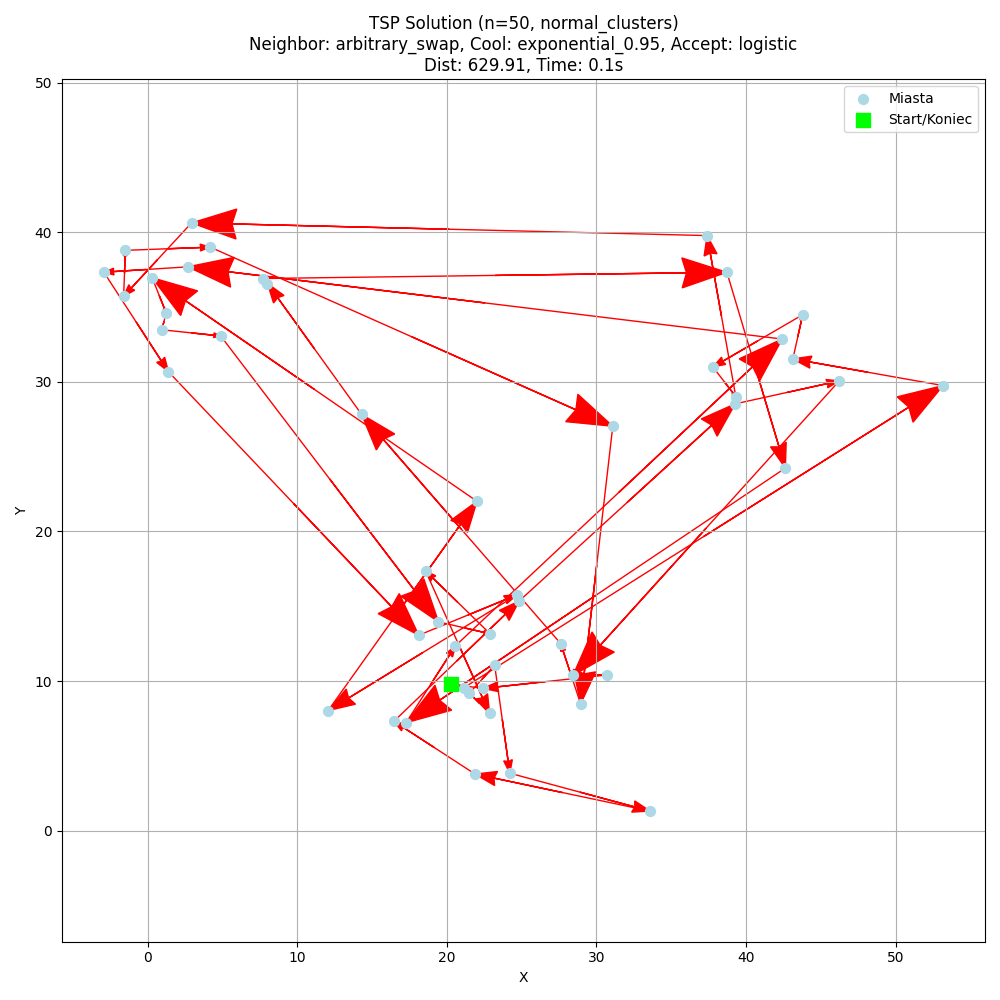 TSP Solution (n=50, normal_clusters)
Neighbor: arbitrary_swap, Cool: exponential_0.95, Accept: logistic
Dist: 629.91, Time: 0.1s
Miasta
Start/Koniec
50
40
30
20
10
0
Y
0 10 20 30 40 50
X